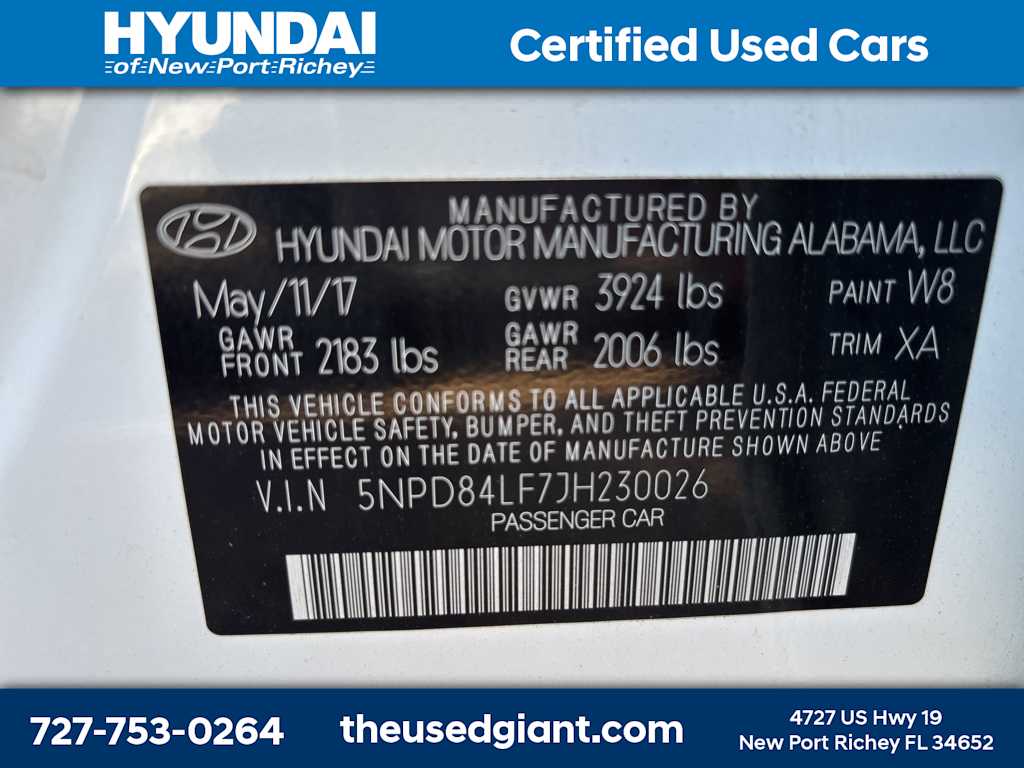 HYUNDAI
of New Port Richey
Certified Used Cars
MANUFACTURED BY
HYUNDAI MOTOR MANUFACTURING ALABAMA, LLC
May/11/17 GVWR 3924 lbs PAINT W8
GAWR FRONT 2183 lbs GAWR REAR 2006 lbs TRIM XA
THIS VEHICLE CONFORMS TO ALL APPLICABLE U.S.A. FEDERAL
MOTOR VEHICLE SAFETY, BUMPER, AND THEFT PREVENTION STANDARDS
IN EFFECT ON THE DATE OF MANUFACTURE SHOWN ABOVE
V.I.N 5NPD84LF7JH230026
PASSENGER CAR
727-753-0264
theusedgiant.com
4727 US Hwy 19
New Port Richey FL 34652